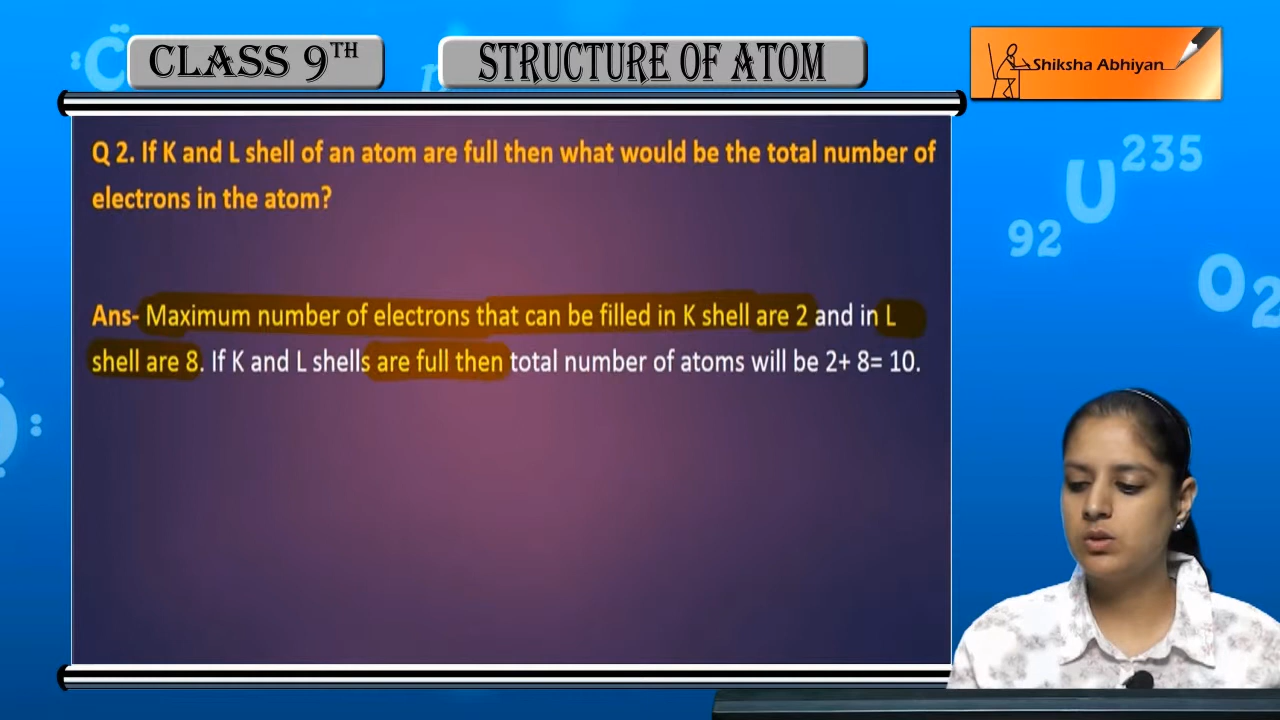 CLASS 9TH
STRUCTURE OF ATOM
Shiksha Abhiyan
Q 2. If K and L shell of an atom are full then what would be the total number of
electrons in the atom?
Ans- Maximum number of electrons that can be filled in K shell are 2 and in L
shell are 8. If K and L shells are full then total number of atoms will be 2+ 8= 10.
U 235
92
O2